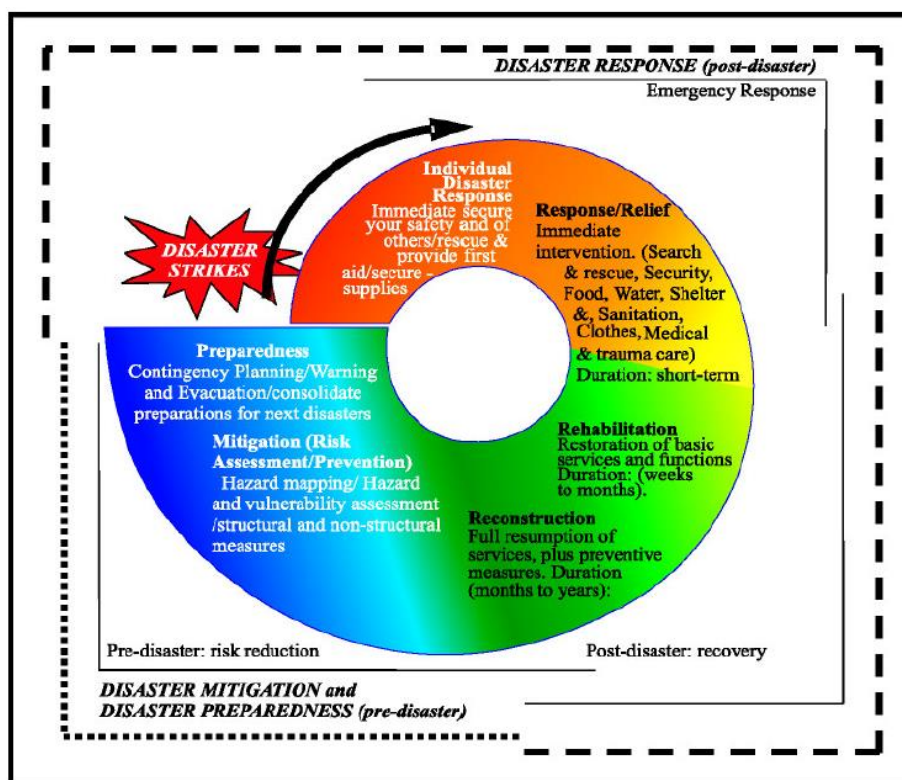 DISASTER RESPONSE (post-disaster)
Emergency Response
DISASTER
STRIKES
Individual
Disaster
Response
Immediate secure
your safety and of
others/rescue &
provide first
aid/secure -
supplies
Response/Relief
Immediate
intervention. (Search
& rescue, Security,
Food, Water, Shelter
&, Sanitation,
Clothes, Medical
& trauma care)
Duration: short-term
Rehabilitation
Restoration of basic
services and functions
Duration: (weeks
to months).
Reconstruction
Full resumption of
services, plus preventive
measures. Duration
(months to years):
Preparedness
Contingency Planning/Warning
and Evacuation/consolidate
preparations for next disasters
Mitigation (Risk
Assessment/Prevention)
Hazard mapping/ Hazard
and vulnerability assessment
/structural and non-structural
measures
Pre-disaster: risk reduction
Post-disaster: recovery
DISASTER MITIGATION and
DISASTER PREPAREDNESS (pre-disaster)